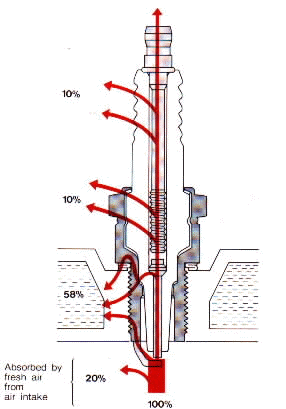 10%
10%
58%
Absorbed by
fresh air
from
air intake
20%
100%